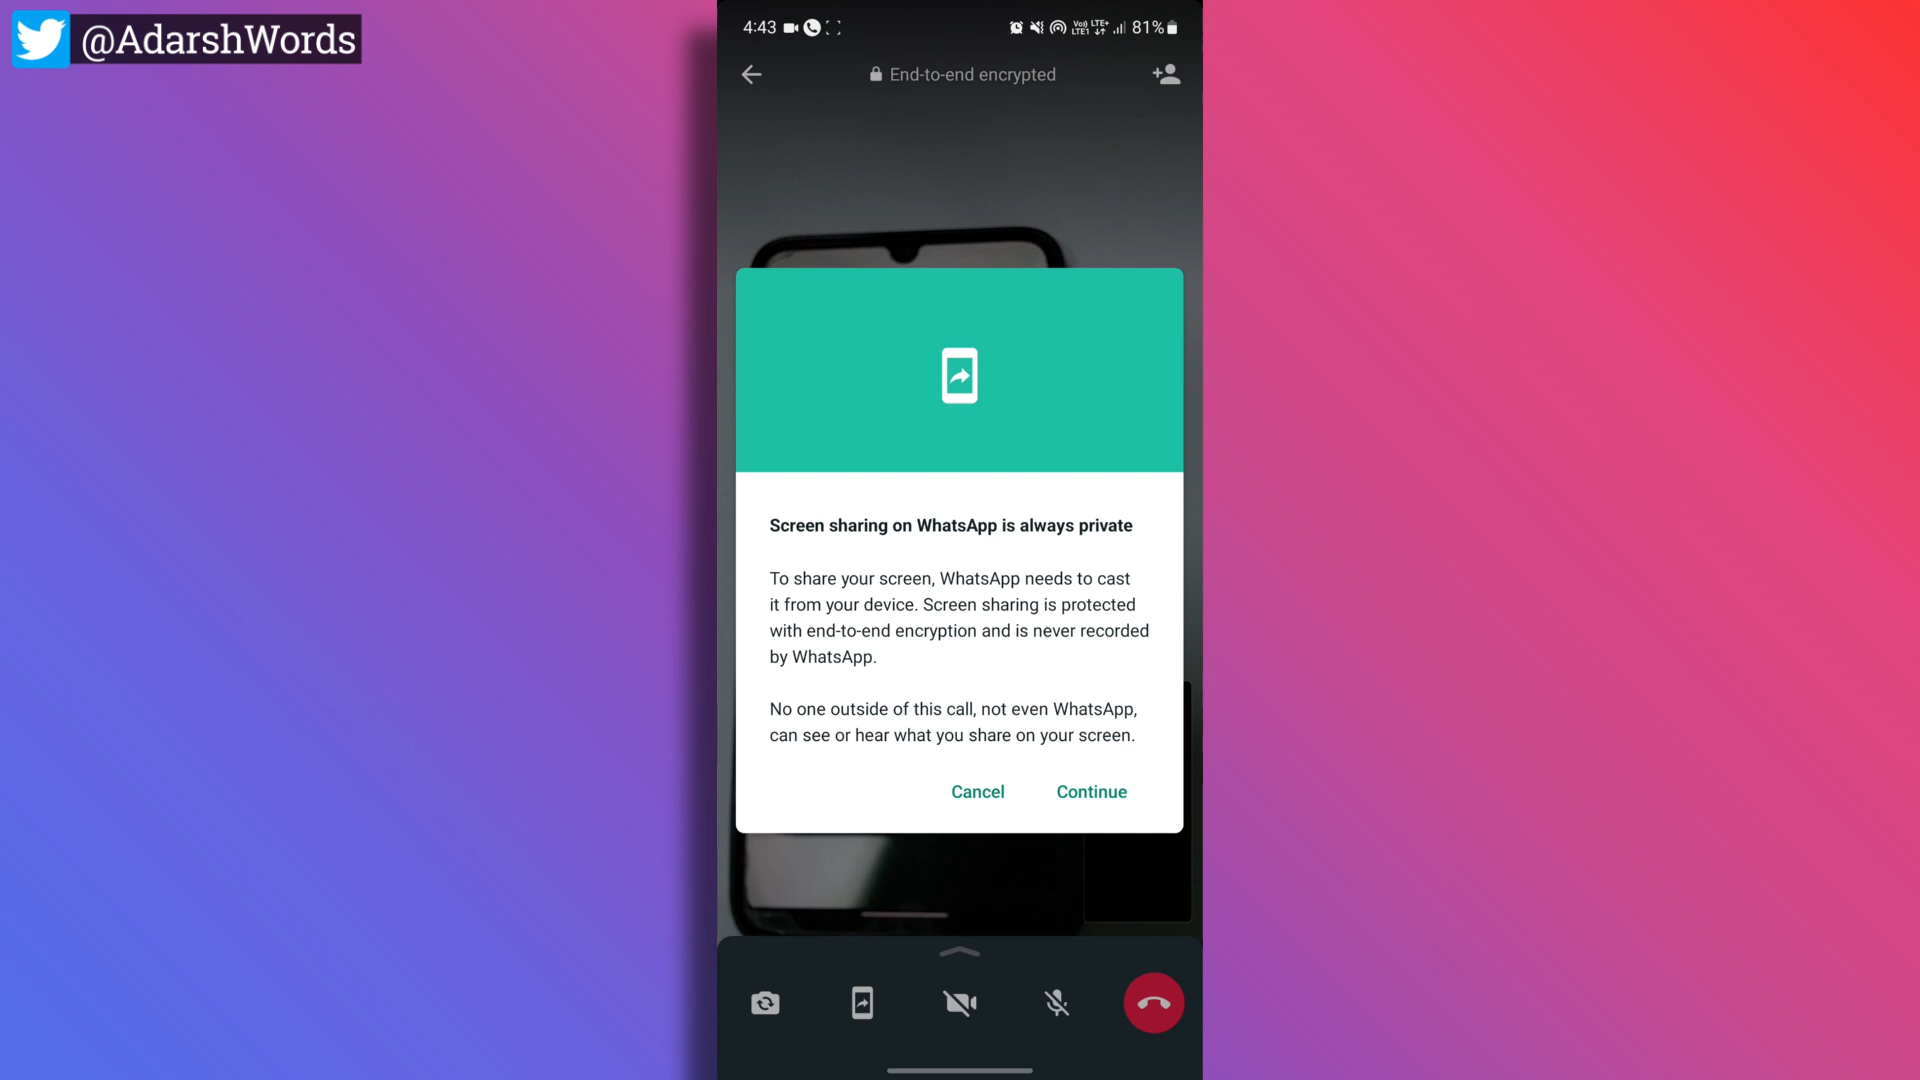 @AdarshWords
4:43
Vo)) LTE+
LTE1
81%
End-to-end encrypted
Screen sharing on WhatsApp is always private
To share your screen, WhatsApp needs to cast
it from your device. Screen sharing is protected
with end-to-end encryption and is never recorded
by WhatsApp.
No one outside of this call, not even WhatsApp,
can see or hear what you share on your screen.
Cancel
Continue